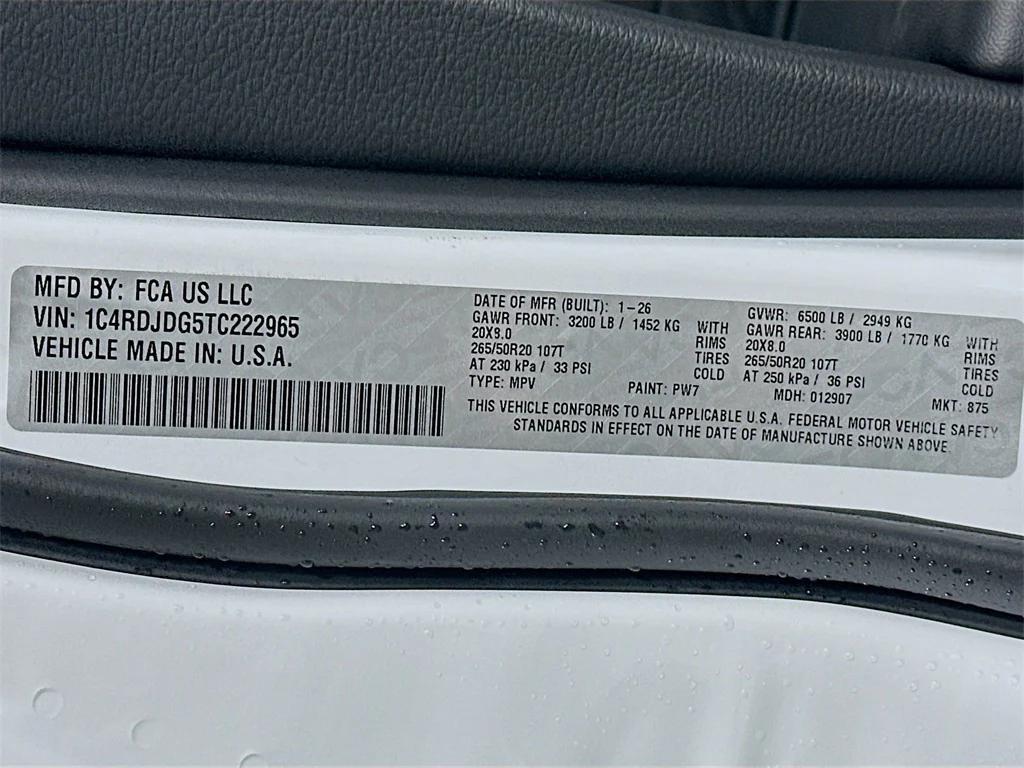 MFD BY: FCA US LLC
VIN: 1C4RDJDG5TC222965
VEHICLE MADE IN: U.S.A.
DATE OF MFR (BUILT): 1-26
GAWR FRONT: 3200 LB / 1452 KG WITH
20X8.0 RIMS
265/50R20 107T TIRES
AT 230 kPa / 33 PSI COLD
TYPE: MPV PAINT: PW7
GVWR: 6500 LB / 2949 KG
GAWR REAR: 3900 LB / 1770 KG WITH
20X8.0 RIMS
265/50R20 107T TIRES
AT 250 kPa / 36 PSI COLD
MDH: 012907 MKT: 875
THIS VEHICLE CONFORMS TO ALL APPLICABLE U.S.A. FEDERAL MOTOR VEHICLE SAFETY
STANDARDS IN EFFECT ON THE DATE OF MANUFACTURE SHOWN ABOVE.